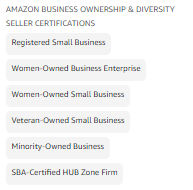 AMAZON BUSINESS OWNERSHIP & DIVERSITY
SELLER CERTIFICATIONS
Registered Small Business
Women-Owned Business Enterprise
Women-Owned Small Business
Veteran-Owned Small Business
Minority-Owned Business
SBA-Certified HUB Zone Firm